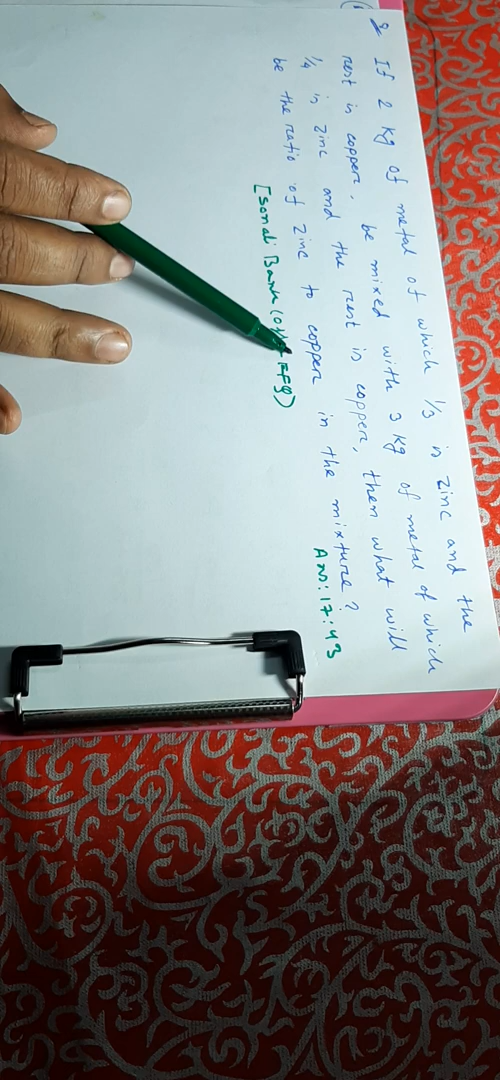 Q If 2 kg of metal of which 1/3 is zinc and the
rest is copper, be mixed with 3 kg of metal of which
1/4 is zinc and the rest is copper, then what will
be the ratio of zinc to copper in the mixture?
Ans: 17:43
[Sonali Bank (O)